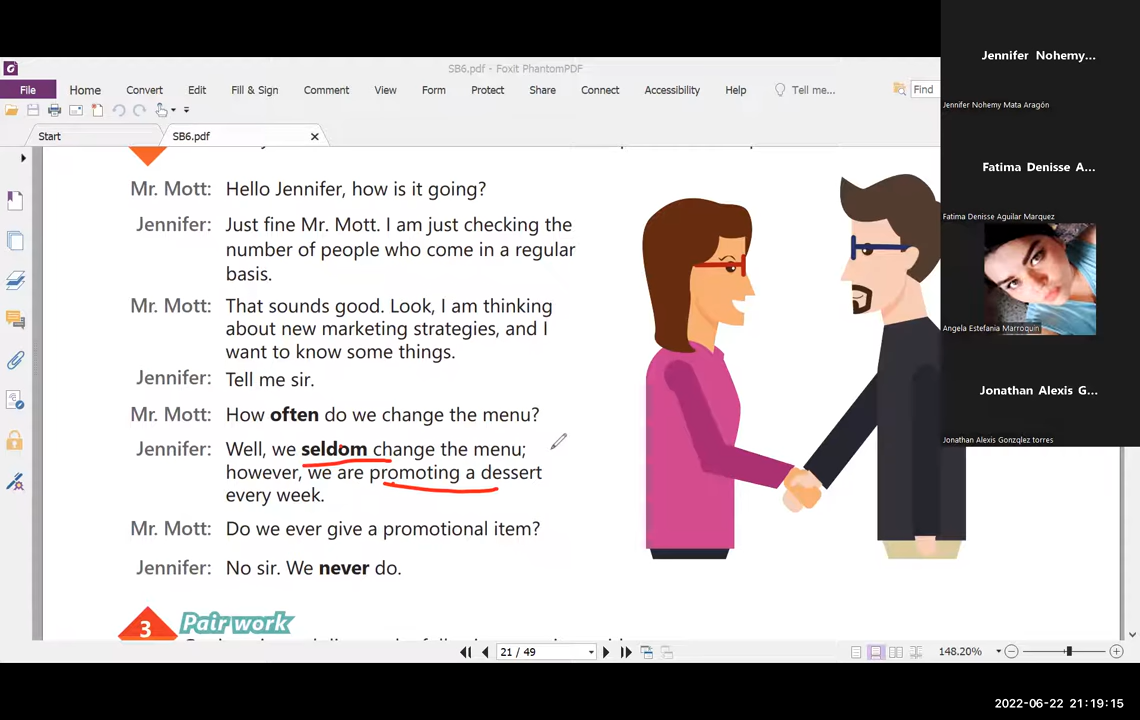 SB6.pdf - Foxit PhantomPDF
File Home Convert Edit Fill & Sign Comment View Form Protect Share Connect Accessibility Help Tell me... Find
Start SB6.pdf
Mr. Mott: Hello Jennifer, how is it going?
Jennifer: Just fine Mr. Mott. I am just checking the
number of people who come in a regular
basis.
Mr. Mott: That sounds good. Look, I am thinking
about new marketing strategies, and I
want to know some things.
Jennifer: Tell me sir.
Mr. Mott: How often do we change the menu?
Jennifer: Well, we seldom change the menu;
however, we are promoting a dessert
every week.
Mr. Mott: Do we ever give a promotional item?
Jennifer: No sir. We never do.
3 Pair work
21 / 49
148.20%
Jennifer Nohemy...
Jennifer Nohemy Mata Aragón
Fatima Denisse A...
Fatima Denisse Aguilar Marquez
Angela Estefania Marroquin
Jonathan Alexis G...
Jonathan Alexis Gonzqlez torres
2022-06-22 21:19:15